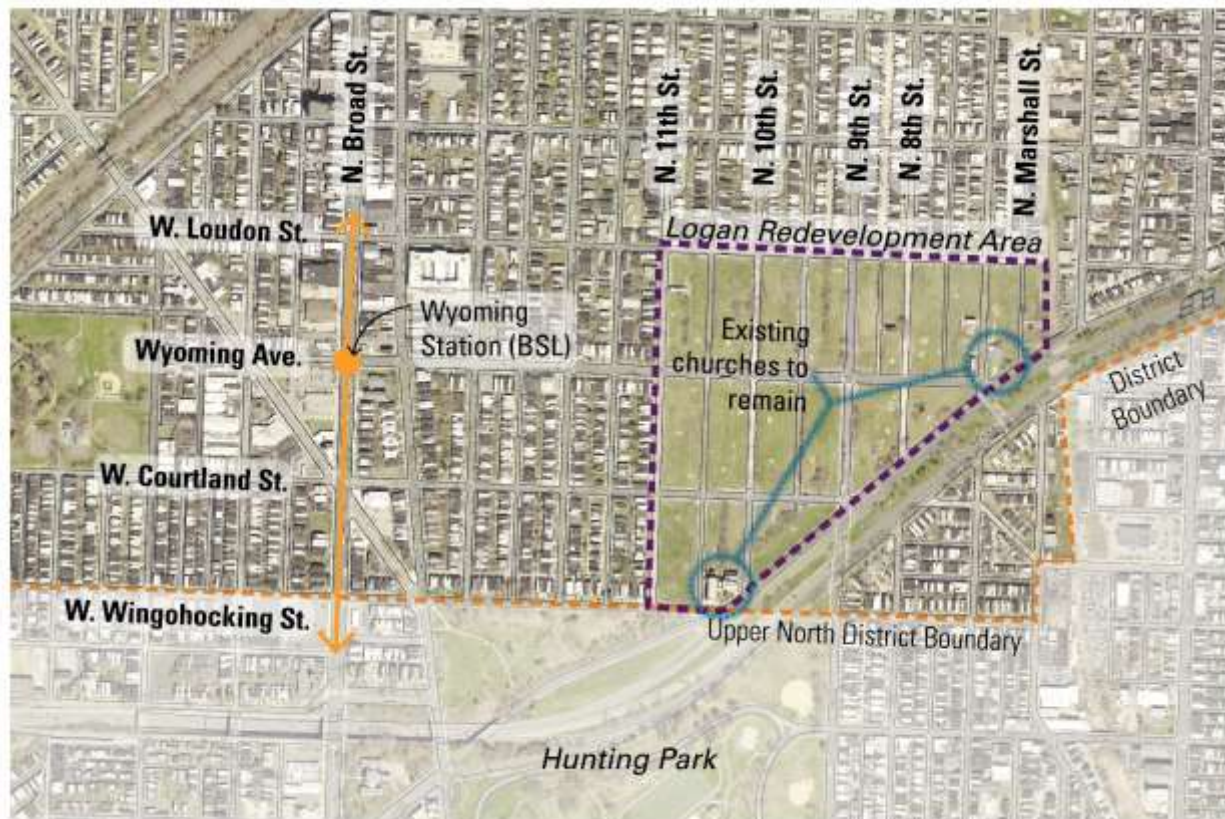 N. Broad St.
N. 11th St.
N. 10th St.
N. 9th St.
N. 8th St.
N. Marshall St.
W. Loudon St.
Logan Redevelopment Area
Wyoming
Station (BSL)
Wyoming Ave.
Existing
churches to
remain
District
Boundary
W. Courtland St.
W. Wingohocking St.
Upper North District Boundary
Hunting Park